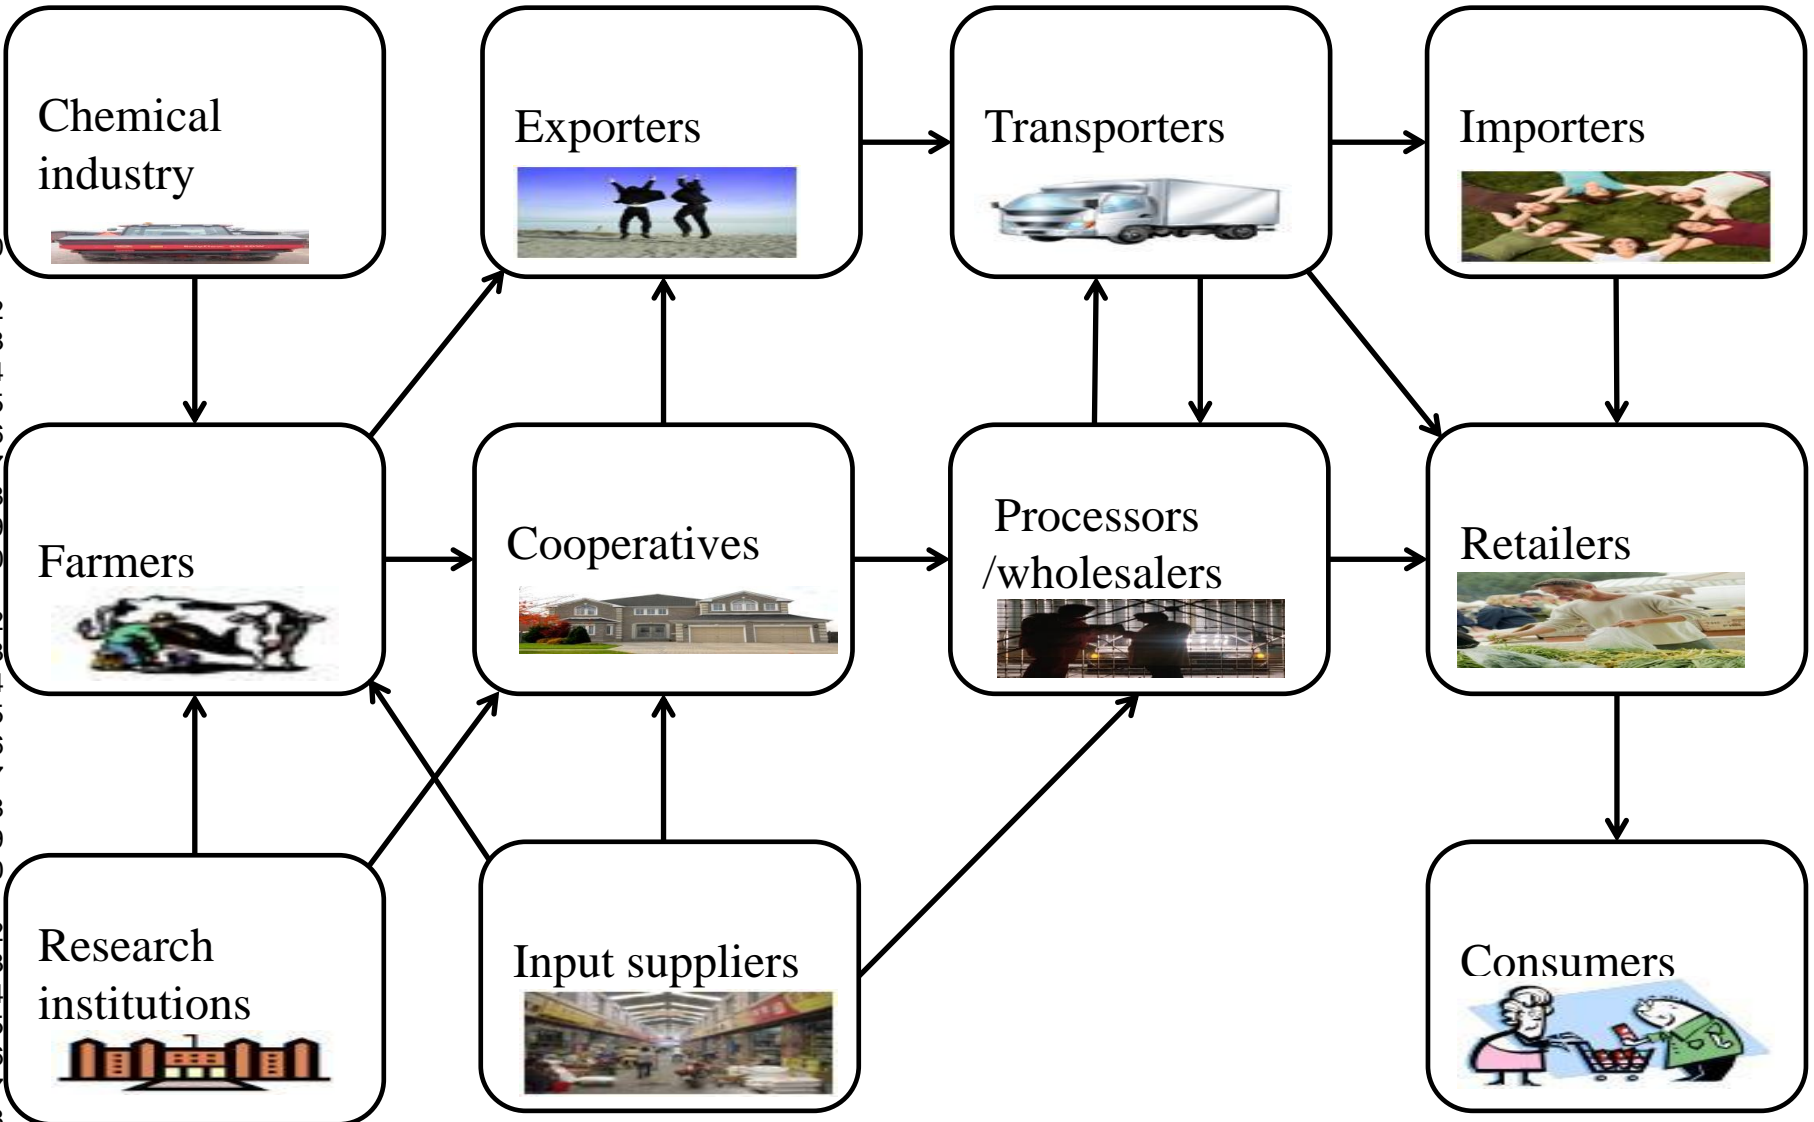 Chemical
industry
Exporters
Transporters
Importers
Farmers
Cooperatives
Processors
/wholesalers
Retailers
Research
institutions
Input suppliers
Consumers